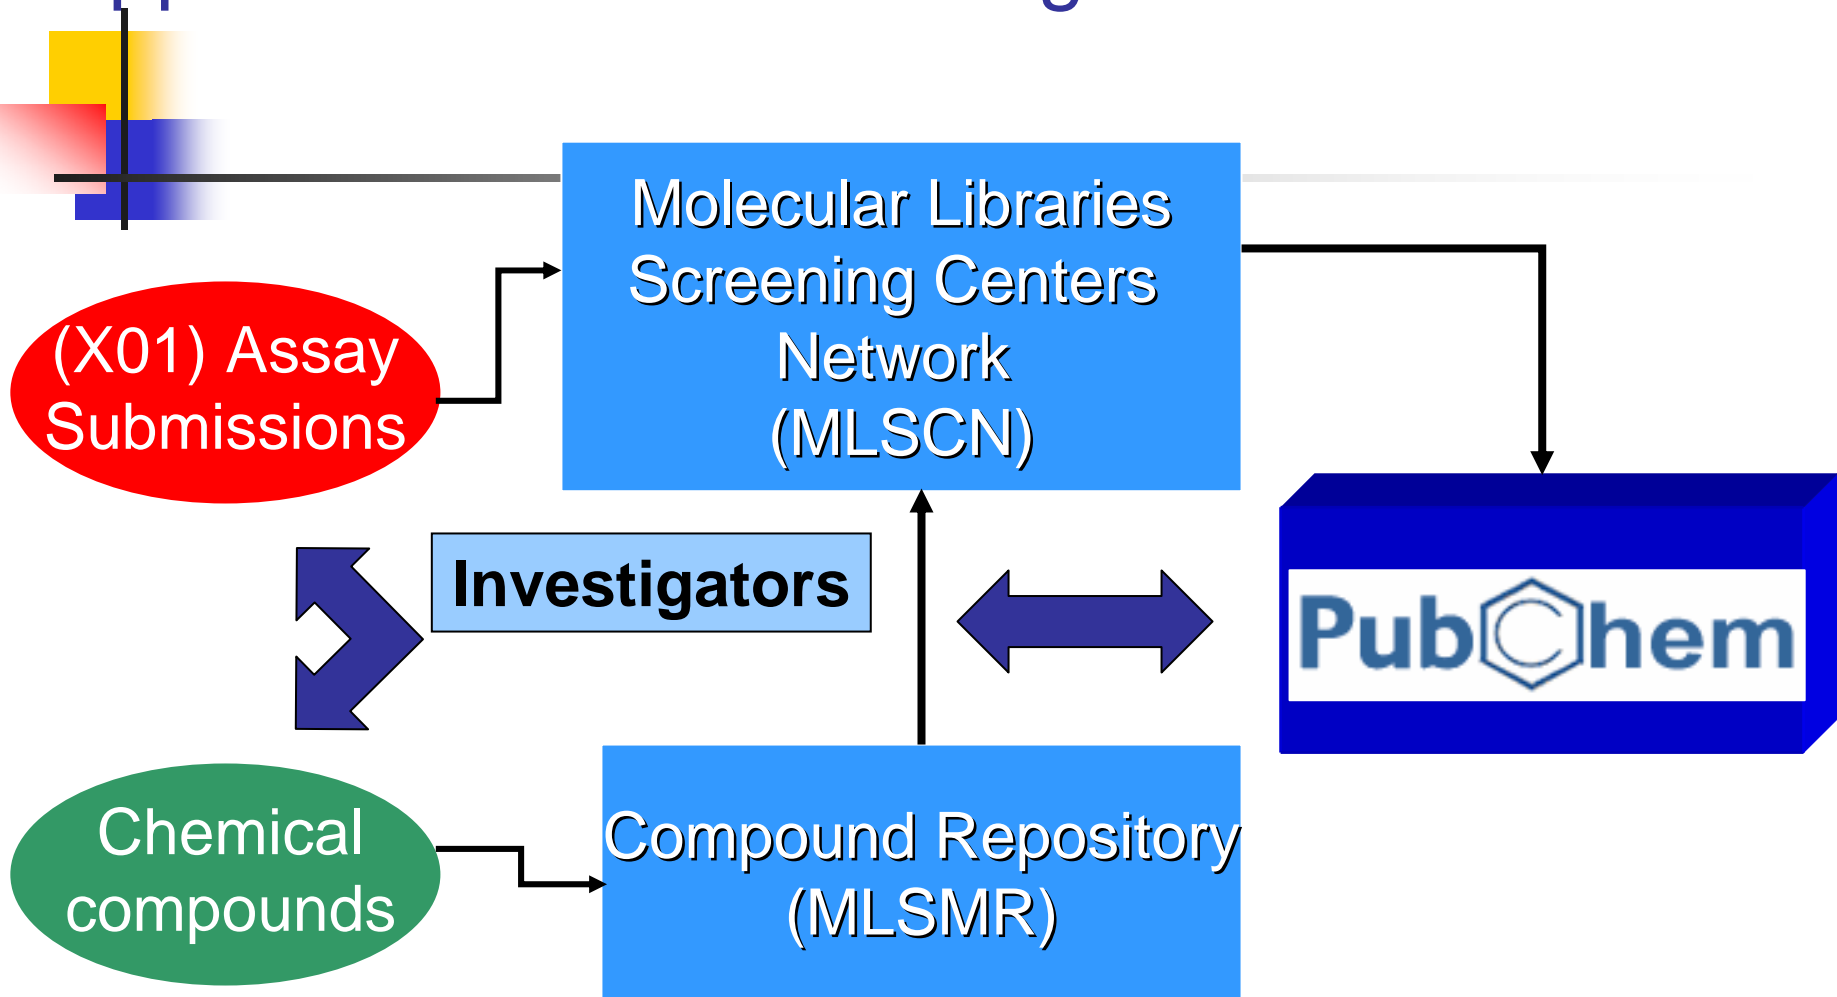 Molecular Libraries
Screening Centers
Network
(MLSCN)
(X01) Assay
Submissions
Investigators
PubChem
Chemical
compounds
Compound Repository
(MLSMR)